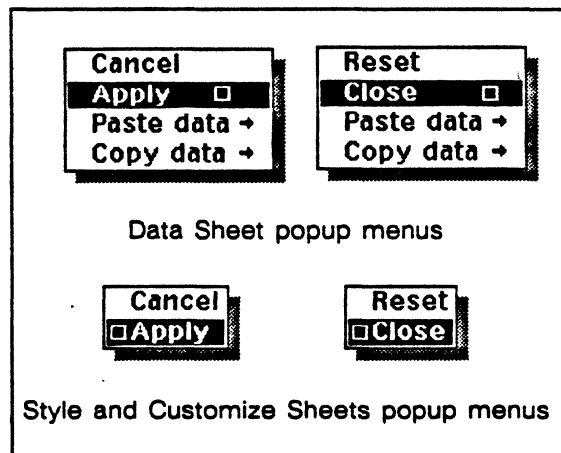 Cancel
Apply
Paste data →
Copy data →
Reset
Close
Paste data →
Copy data →
Data Sheet popup menus
Cancel
Apply
Reset
Close
Style and Customize Sheets popup menus